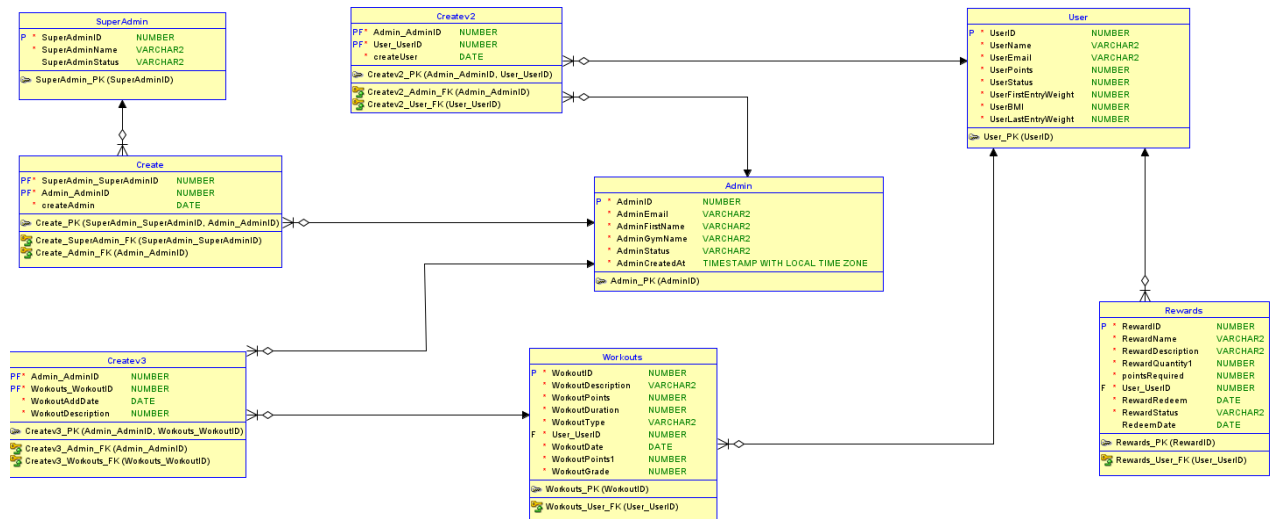 SuperAdmin
P * SuperAdminID NUMBER
* SuperAdminName VARCHAR2
SuperAdminStatus VARCHAR2
SuperAdmin_PK (SuperAdminID)
Createv2
PF* Admin_AdminID NUMBER
PF* User_UserID NUMBER
* createUser DATE
Createv2_PK (Admin_AdminID, User_UserID)
Createv2_Admin_FK (Admin_AdminID)
Createv2_User_FK (User_UserID)
User
P * UserID NUMBER
* UserName VARCHAR2
* UserEmail VARCHAR2
* UserPoints NUMBER
* UserStatus NUMBER
* UserFirstEntryWeight NUMBER
* UserBMI NUMBER
* UserLastEntryWeight NUMBER
User_PK (UserID)
Create
PF* SuperAdmin_SuperAdminID NUMBER
PF* Admin_AdminID NUMBER
* createAdmin DATE
Create_PK (SuperAdmin_SuperAdminID, Admin_AdminID)
Create_SuperAdmin_FK (SuperAdmin_SuperAdminID)
Create_Admin_FK (Admin_AdminID)
Admin
P * AdminID NUMBER
* AdminEmail VARCHAR2
* AdminFirstName VARCHAR2
* AdminGymName VARCHAR2
* AdminStatus VARCHAR2
* AdminCreatedAt TIMESTAMP WITH LOCAL TIME ZONE
Admin_PK (AdminID)
Rewards
P * RewardID NUMBER
* RewardName VARCHAR2
* RewardDescription VARCHAR2
* RewardQuantity1 NUMBER
* pointsRequired NUMBER
F * User_UserID NUMBER
* RewardRedeem DATE
* RewardStatus VARCHAR2
RedeemDate DATE
Rewards_PK (RewardID)
Rewards_User_FK (User_UserID)
Createv3
PF* Admin_AdminID NUMBER
PF* Workouts_WorkoutID NUMBER
* WorkoutAddDate DATE
* WorkoutDescription NUMBER
Createv3_PK (Admin_AdminID, Workouts_WorkoutID)
Createv3_Admin_FK (Admin_AdminID)
Createv3_Workouts_FK (Workouts_WorkoutID)
Workouts
P * WorkoutID NUMBER
* WorkoutDescription VARCHAR2
* WorkoutPoints NUMBER
* WorkoutDuration NUMBER
* WorkoutType VARCHAR2
F * User_UserID NUMBER
* WorkoutDate DATE
* WorkoutPoints1 NUMBER
* WorkoutGrade NUMBER
Workouts_PK (WorkoutID)
Workouts_User_FK (User_UserID)